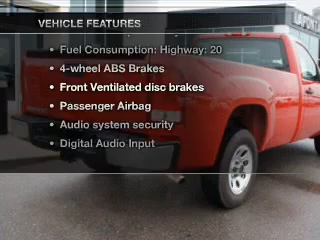 VEHICLE FEATURES
• Fuel Consumption: Highway: 20
• 4-wheel ABS Brakes
• Front Ventilated disc brakes
• Passenger Airbag
• Audio system security
• Digital Audio Input